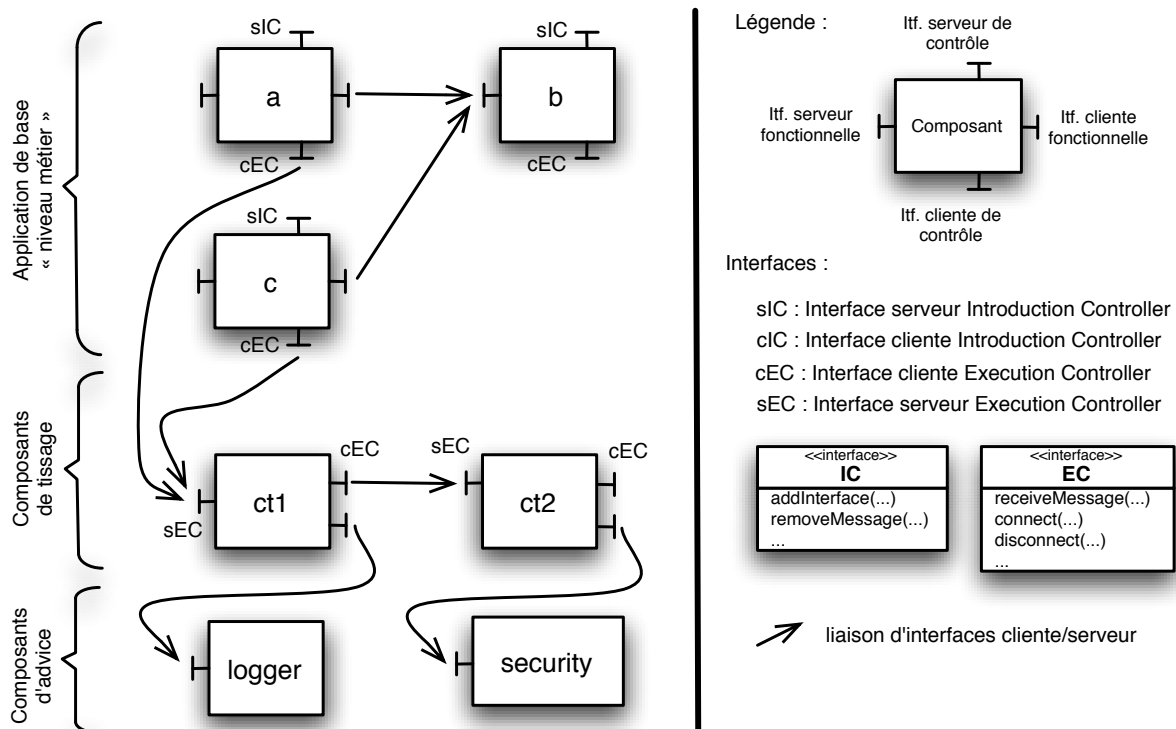 Application de base
« niveau métier »
sIC
a
cEC
sIC
b
cEC
sIC
c
cEC
Composants
de tissage
sEC
ct1
cEC
sEC
ct2
cEC
Composants
d'advice
logger
security
Légende :
Itf. serveur de
contrôle
Itf. serveur
fonctionnelle
Composant
Itf. cliente
fonctionnelle
Itf. cliente de
contrôle
Interfaces :
sIC : Interface serveur Introduction Controller
cIC : Interface cliente Introduction Controller
cEC : Interface cliente Execution Controller
sEC : Interface serveur Execution Controller
<<interface>>
IC
addInterface(...)
removeMessage(...)
...
<<interface>>
EC
receiveMessage(...)
connect(...)
disconnect(...)
...
liaison d'interfaces cliente/serveur